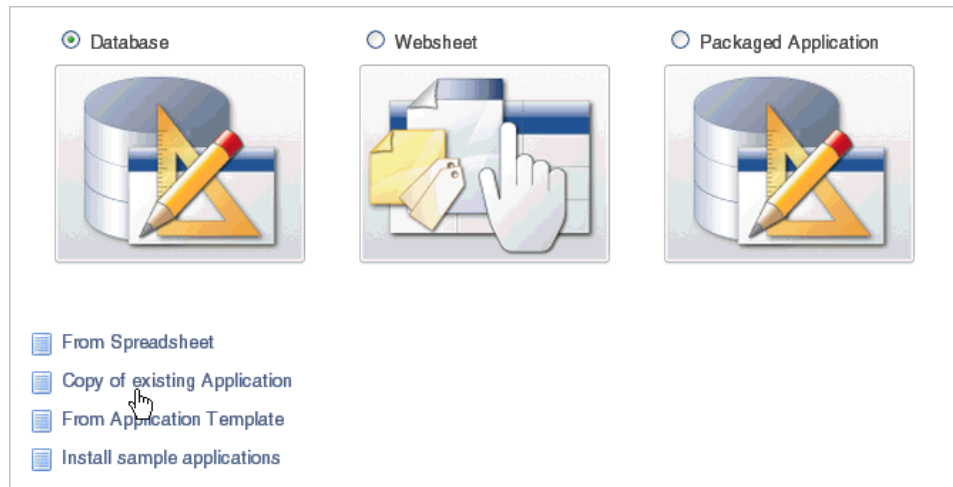 Database
Websheet
Packaged Application
From Spreadsheet
Copy of existing Application
From Application Template
Install sample applications